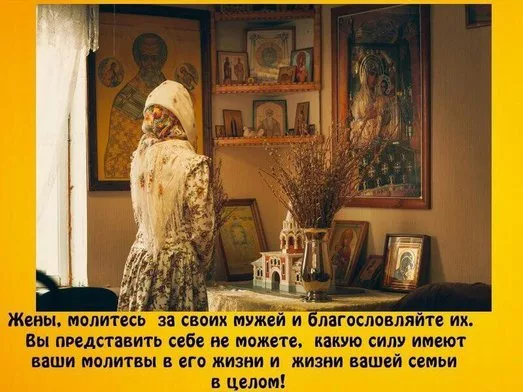 Жены, молитесь за своих мужей и благословляйте их.
Вы представить себе не можете, какую силу имеют
ваши молитвы в его жизни и жизни вашей семьи
в целом!